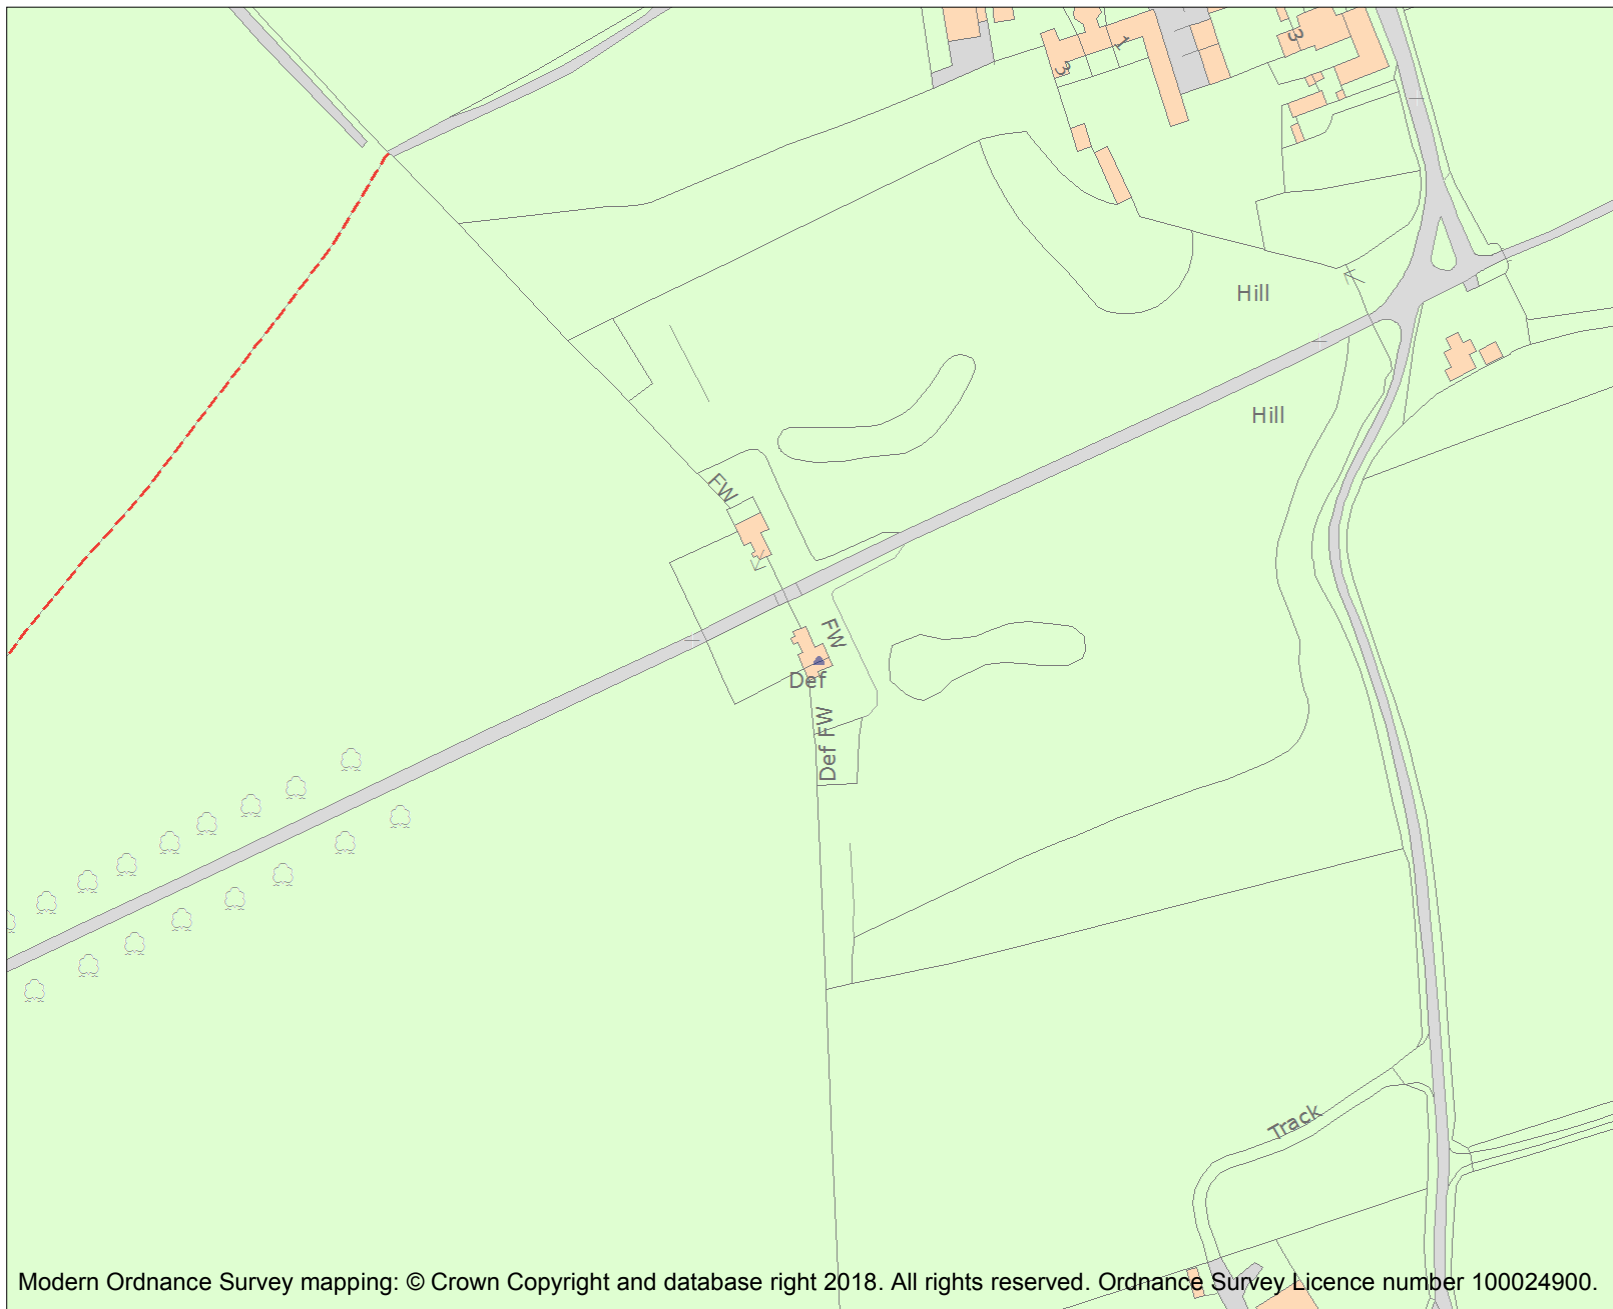 1
3
3
Hill
Hill
FW
FW
Def
Def FW
Track
Modern Ordnance Survey mapping: © Crown Copyright and database right 2018. All rights reserved. Ordnance Survey Licence number 100024900.